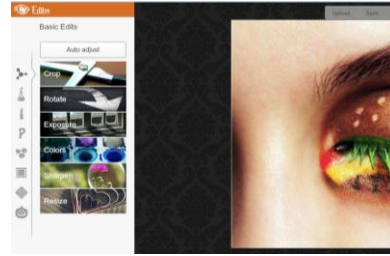 Editor
Upload Save
Basic Edits
Auto adjust
Crop
Rotate
Exposure
Colors
Sharpen
Resize